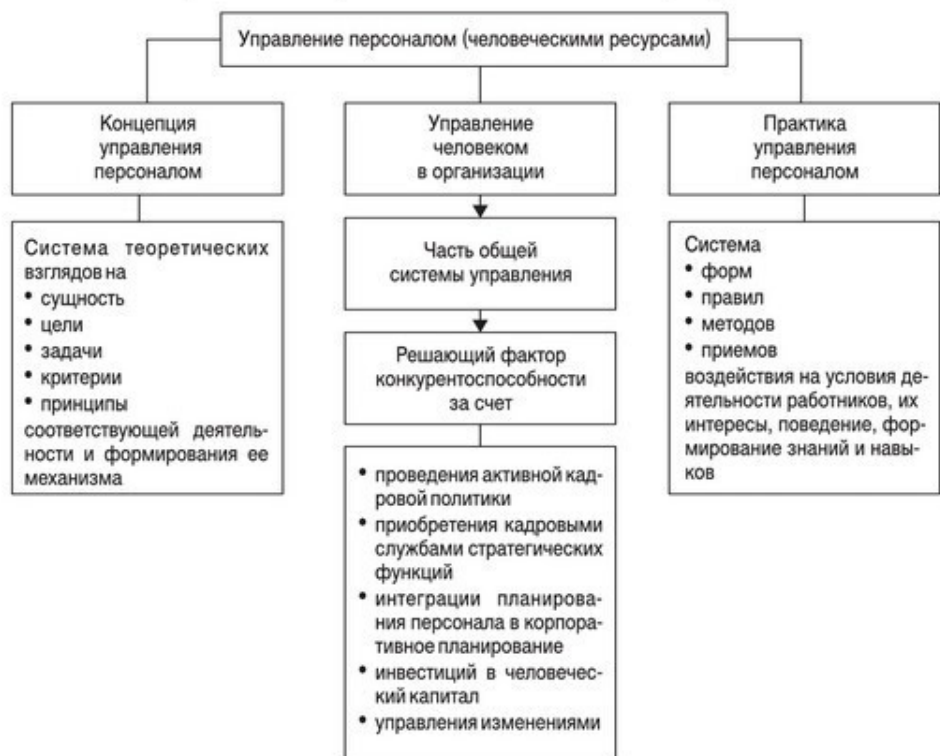 Управление персоналом (человеческими ресурсами)
Концепция
управления
персоналом
Система теоретических
взглядов на
• сущность
• цели
• задачи
• критерии
• принципы
соответствующей деятель-
ности и формирования ее
механизма
Управление
человеком
в организации
Часть общей
системы управления
Решающий фактор
конкурентоспособности
за счет
• проведения активной кад-
ровой политики
• приобретения кадровыми
службами стратегических
функций
• интеграции планирова-
ния персонала в корпора-
тивное планирование
• инвестиций в человечес-
кий капитал
• управления изменениями
Практика
управления
персоналом
Система
• форм
• правил
• методов
• приемов
воздействия на условия де-
ятельности работников, их
интересы, поведение, фор-
мирование знаний и навы-
ков